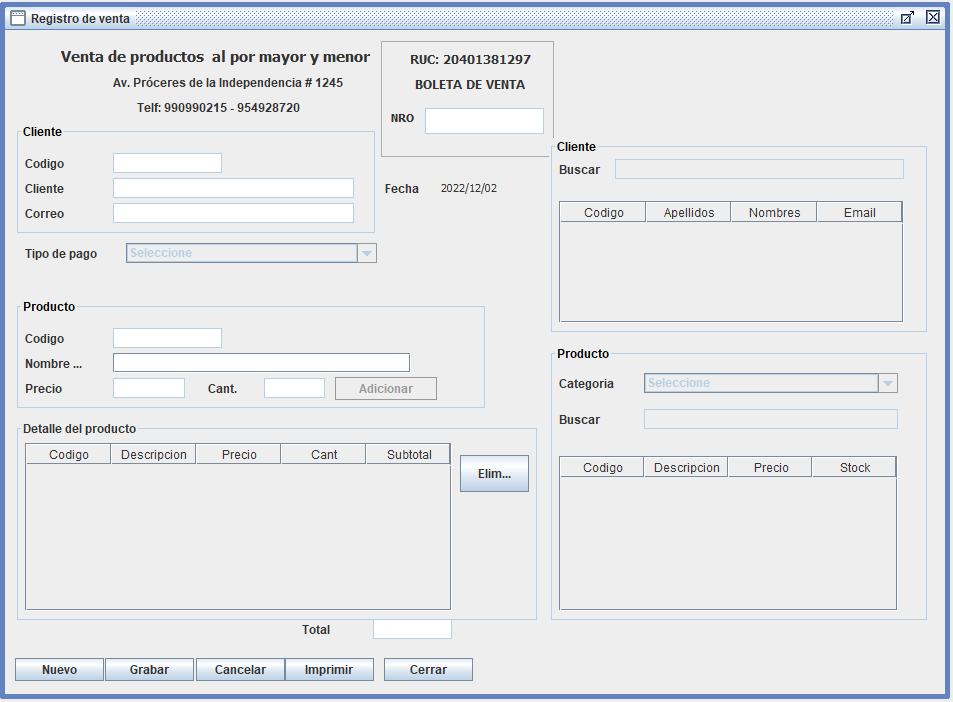 Registro de venta
Venta de productos al por mayor y menor
Av. Próceres de la Independencia # 1245
Telf: 990990215 - 954928720
RUC: 20401381297
BOLETA DE VENTA
NRO
Cliente
Codigo
Cliente
Correo
Fecha 2022/12/02
Tipo de pago Seleccione
Cliente
Buscar
Codigo Apellidos Nombres Email
Producto
Codigo
Nombre ...
Precio Cant. Adicionar
Producto
Categoria Seleccione
Buscar
Codigo Descripcion Precio Stock
Detalle del producto
Codigo Descripcion Precio Cant Subtotal
Elim...
Total
Nuevo Grabar Cancelar Imprimir Cerrar